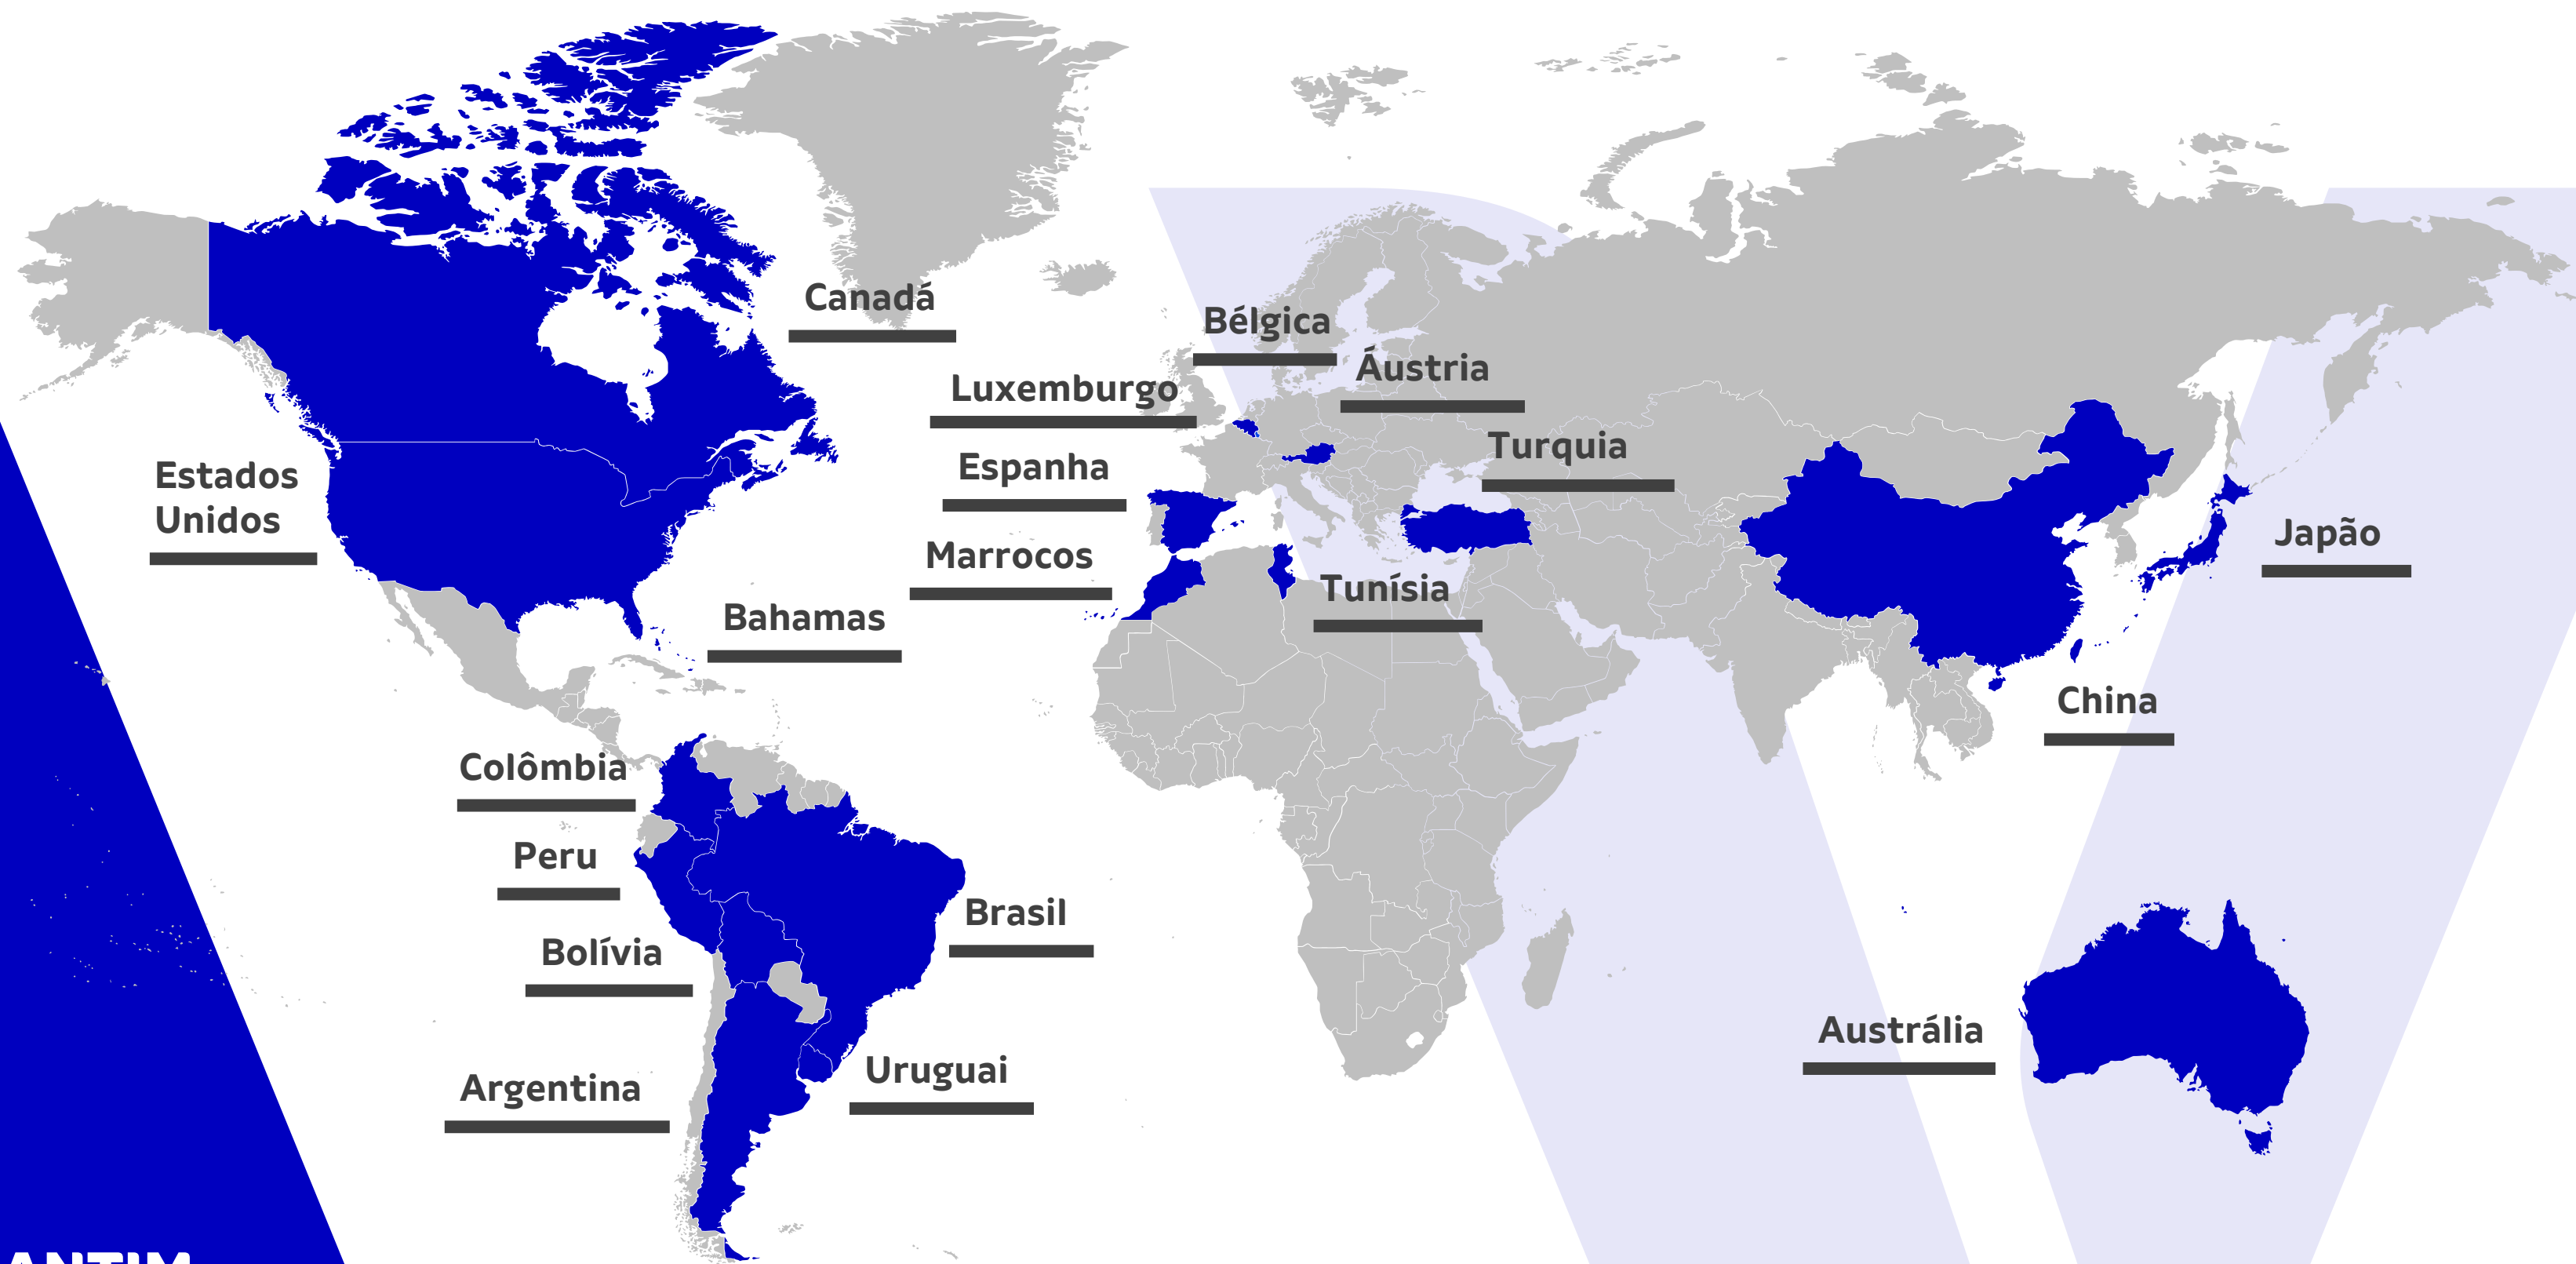 Canadá
Bélgica
Áustria
Luxemburgo
Turquia
Espanha
Estados
Unidos
Japão
Marrocos
Tunísia
Bahamas
China
Colômbia
Peru
Brasil
Bolívia
Austrália
Uruguai
Argentina